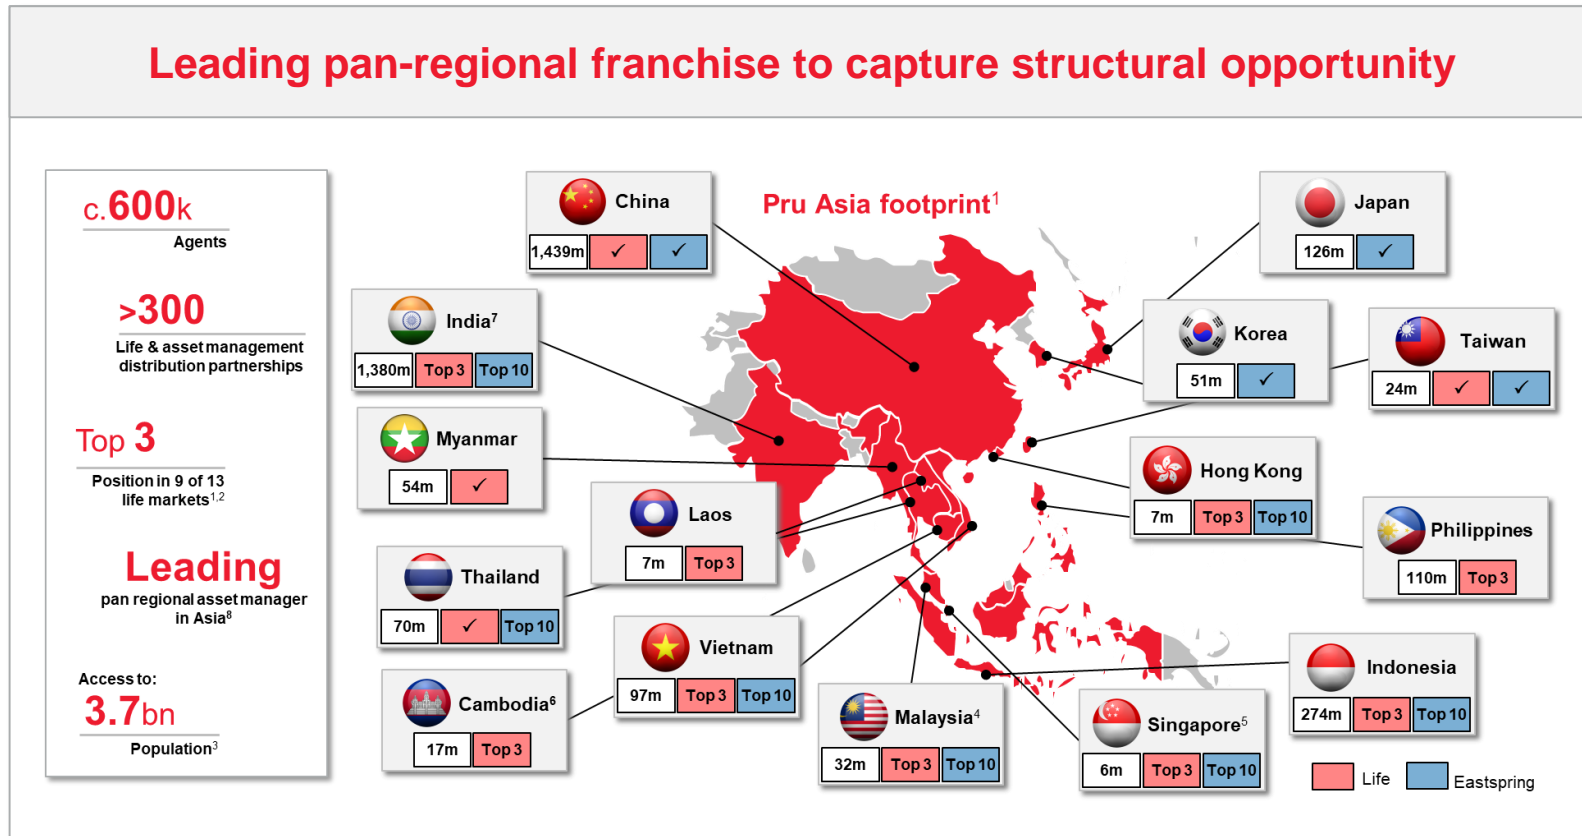 Leading pan-regional franchise to capture structural opportunity
c.600k
Agents
>300
Life & asset management
distribution partnerships
Top 3
Position in 9 of 13
life markets1,2
Leading
pan regional asset manager
in Asia8
Access to:
3.7bn
Population3
Pru Asia footprint1
China
1,439m ✓ ✓
Japan
126m ✓
India7
1,380m Top 3 Top 10
Korea
51m ✓
Taiwan
24m ✓ ✓
Myanmar
54m ✓
Hong Kong
7m Top 3 Top 10
Laos
7m Top 3
Philippines
110m Top 3
Thailand
70m ✓ Top 10
Vietnam
97m Top 3 Top 10
Cambodia6
17m Top 3
Malaysia4
32m Top 3 Top 10
Singapore5
6m Top 3 Top 10
Indonesia
274m Top 3 Top 10
Life
Eastspring